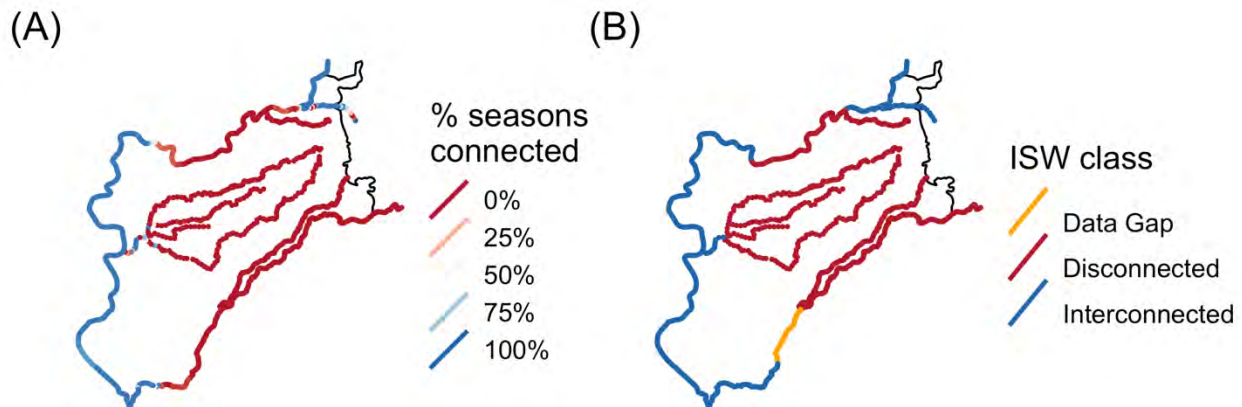 (A)
% seasons
connected
0%
25%
50%
75%
100%
(B)
ISW class
Data Gap
Disconnected
Interconnected